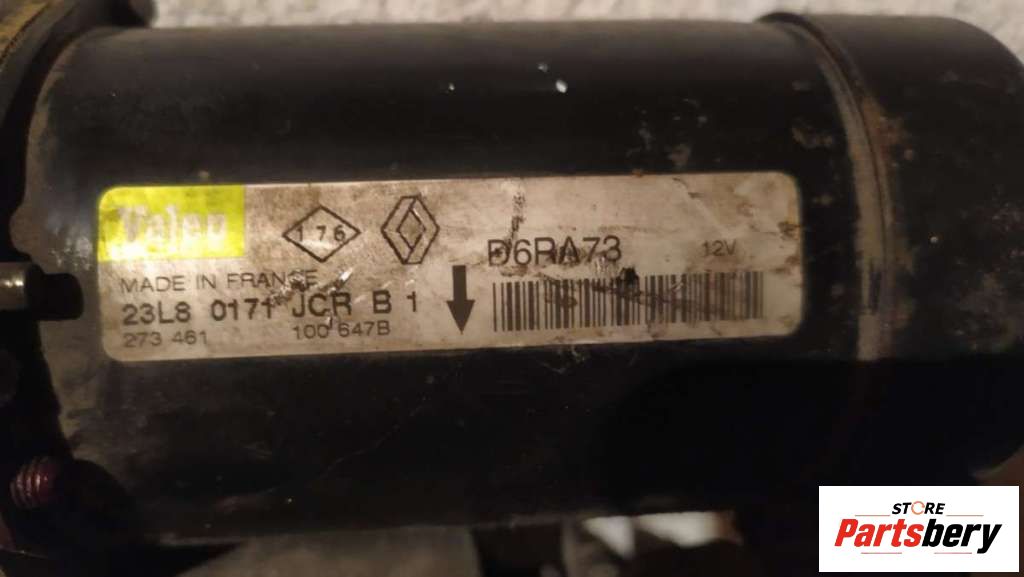 Valeo
176
D6RA73 12V
MADE IN FRANCE
23L8 0171 JCR B 1
273 461 100 647B
STORE
Partsbery